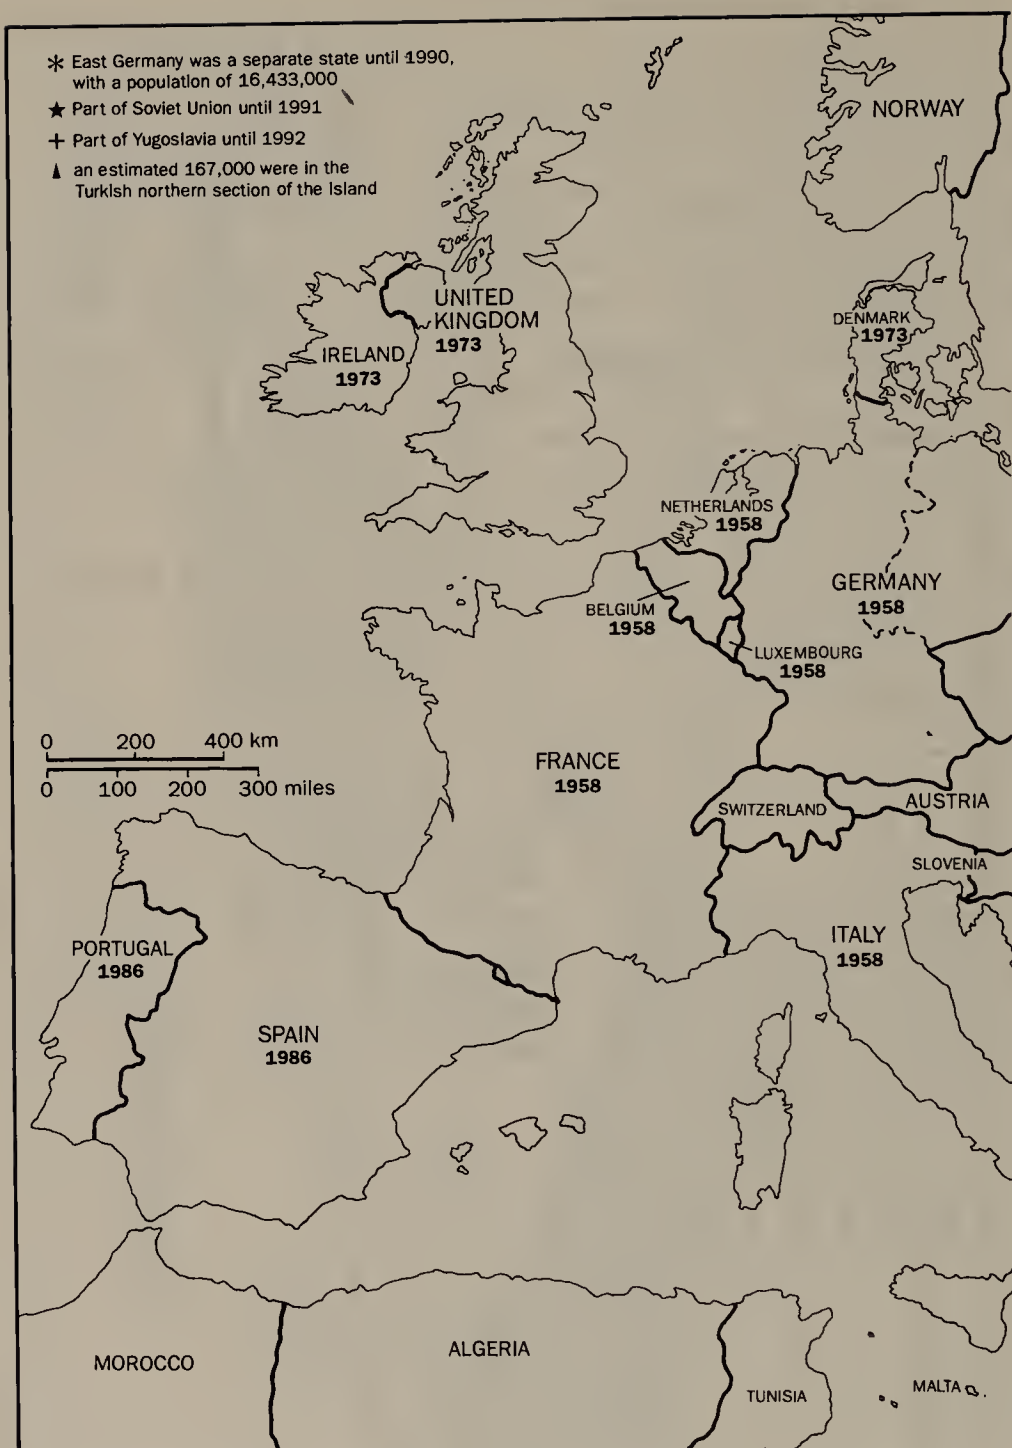 * East Germany was a separate state until 1990,
with a population of 16,433,000
★ Part of Soviet Union until 1991
+ Part of Yugoslavia until 1992
▲ an estimated 167,000 were in the
Turkish northern section of the Island
NORWAY
UNITED
KINGDOM
1973
DENMARK
1973
IRELAND
1973
NETHERLANDS
1958
GERMANY
1958
BELGIUM
1958
LUXEMBOURG
1958
0 200 400 km
0 100 200 300 miles
FRANCE
1958
SWITZERLAND
AUSTRIA
SLOVENIA
PORTUGAL
1986
ITALY
1958
SPAIN
1986
MOROCCO
ALGERIA
TUNISIA
MALTA